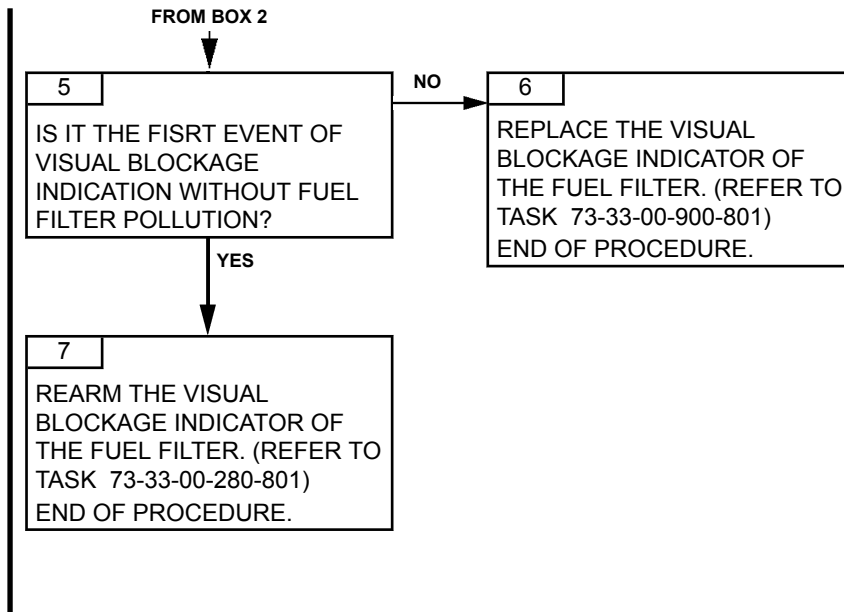 FROM BOX 2
5
IS IT THE FISRT EVENT OF
VISUAL BLOCKAGE
INDICATION WITHOUT FUEL
FILTER POLLUTION?
NO
6
REPLACE THE VISUAL
BLOCKAGE INDICATOR OF
THE FUEL FILTER. (REFER TO
TASK 73-33-00-900-801)
END OF PROCEDURE.
YES
7
REARM THE VISUAL
BLOCKAGE INDICATOR OF
THE FUEL FILTER. (REFER TO
TASK 73-33-00-280-801)
END OF PROCEDURE.